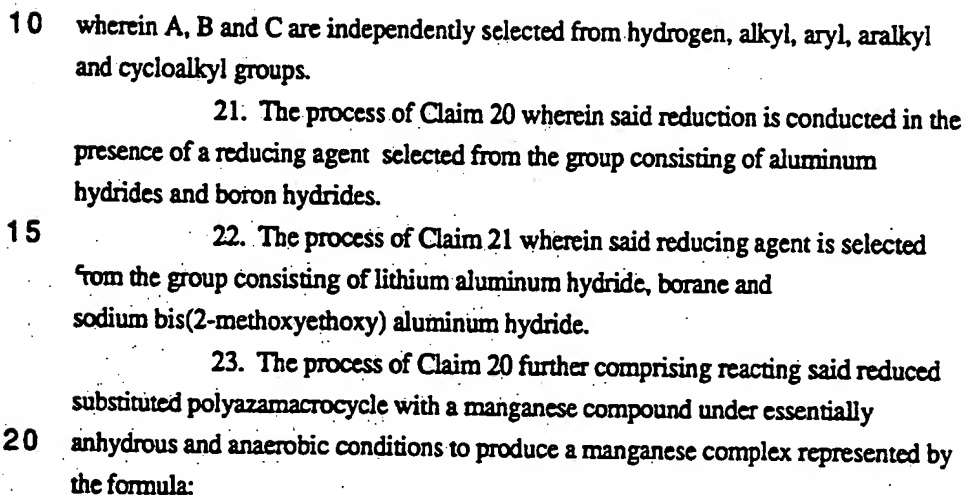 10 wherein A, B and C are independently selected from hydrogen, alkyl, aryl, aralkyl
and cycloalkyl groups.
21. The process of Claim 20 wherein said reduction is conducted in the
presence of a reducing agent selected from the group consisting of aluminum
hydrides and boron hydrides.
15 22. The process of Claim 21 wherein said reducing agent is selected
from the group consisting of lithium aluminum hydride, borane and
sodium bis(2-methoxyethoxy) aluminum hydride.
23. The process of Claim 20 further comprising reacting said reduced
substituted polyazamacrocycle with a manganese compound under essentially
20 anhydrous and anaerobic conditions to produce a manganese complex represented by
the formula: